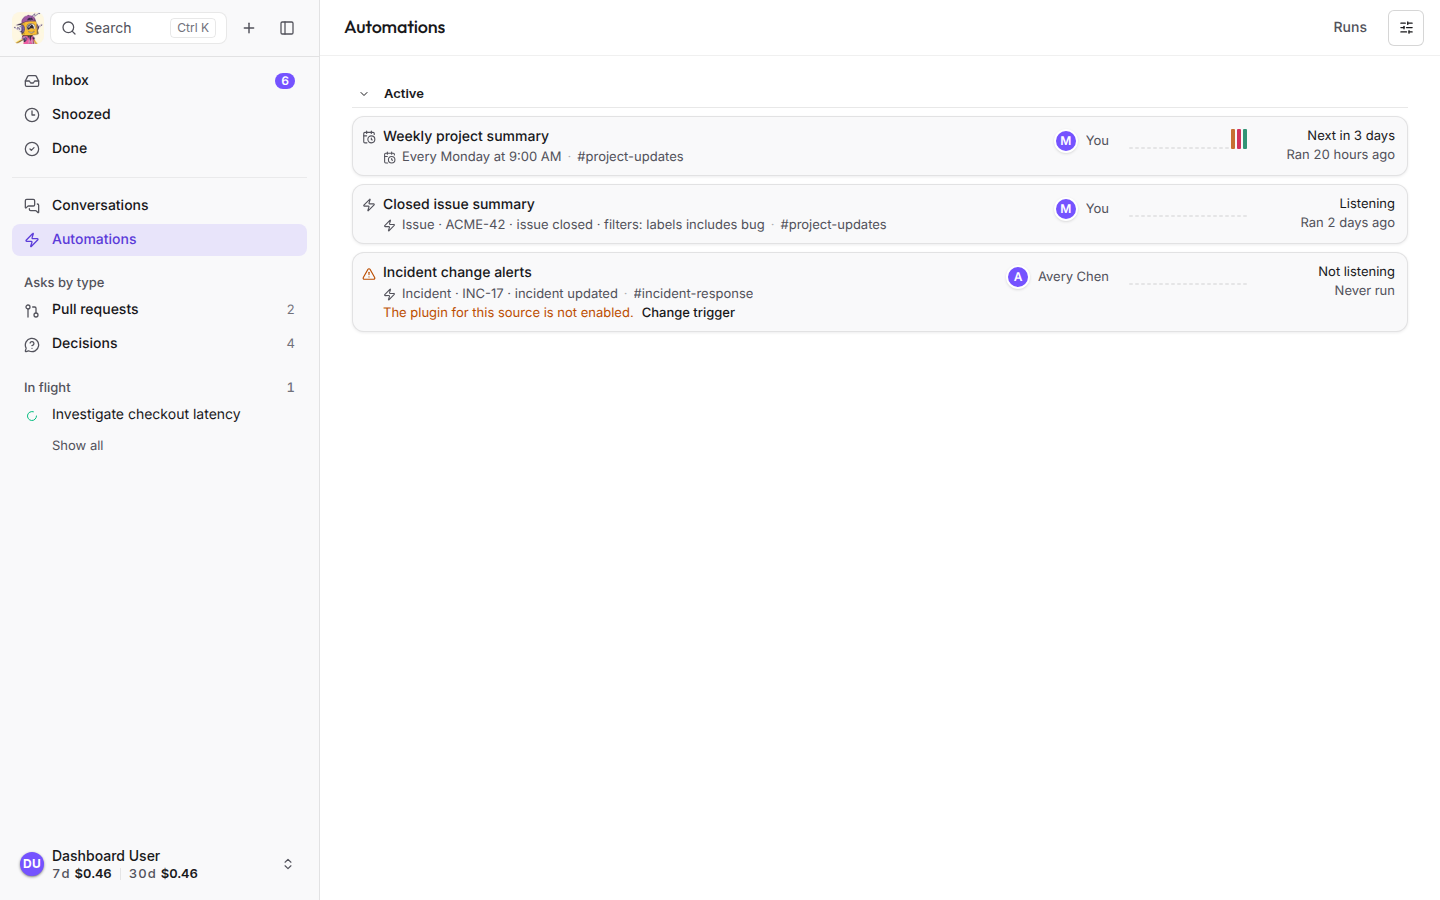 Search
Ctrl K
Inbox
6
Snoozed
Done
Conversations
Automations
Asks by type
Pull requests
2
Decisions
4
In flight
1
Investigate checkout latency
Show all
DU
Dashboard User
7d $0.46 30d $0.46
Automations
Runs
Active
Weekly project summary
Every Monday at 9:00 AM · #project-updates
M You
Next in 3 days
Ran 20 hours ago
Closed issue summary
Issue · ACME-42 · issue closed · filters: labels includes bug · #project-updates
M You
Listening
Ran 2 days ago
Incident change alerts
Incident · INC-17 · incident updated · #incident-response
The plugin for this source is not enabled. Change trigger
A Avery Chen
Not listening
Never run